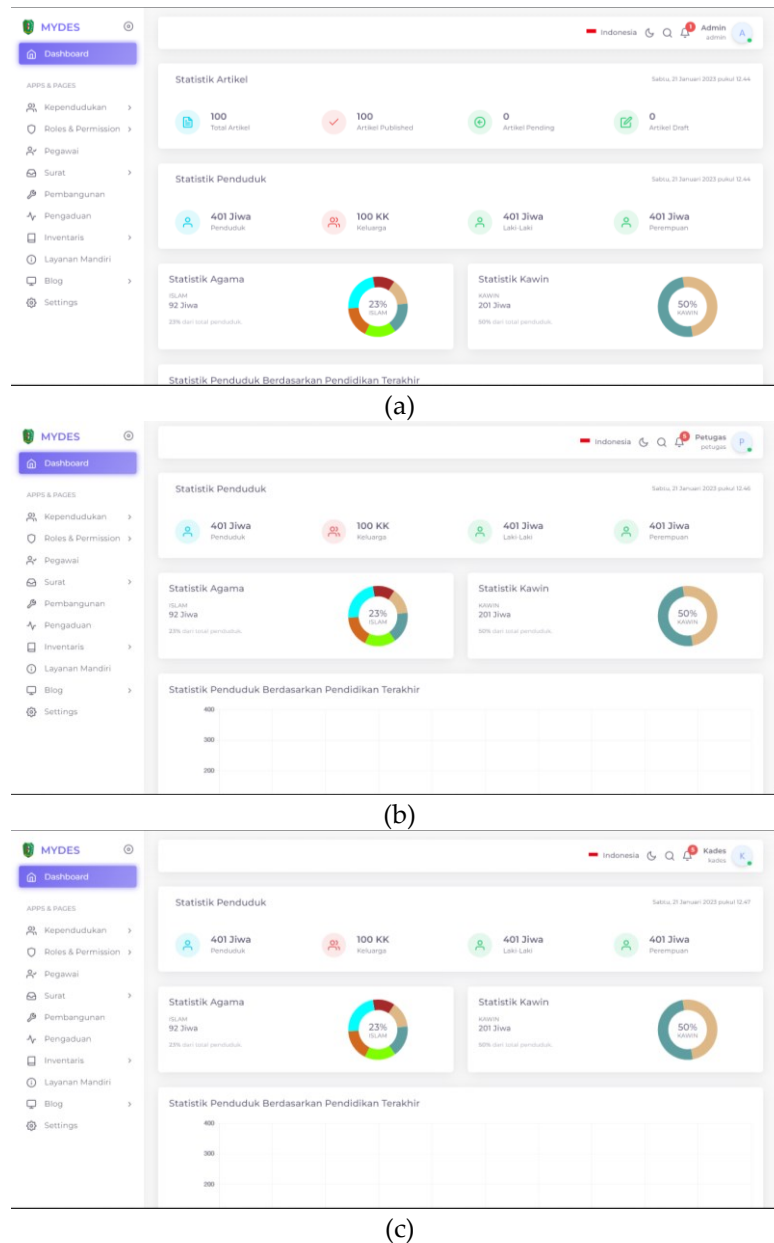 MYDES
Indonesia
1
Admin
admin
A
Dashboard
APPS & PAGES
Kependudukan
Roles & Permission
Pegawai
Surat
Pembangunan
Pengaduan
Inventaris
Layanan Mandiri
Blog
Settings
Statistik Artikel
Sabtu, 21 Januari 2023 pukul 12.44
100
Total Artikel
100
Artikel Published
0
Artikel Pending
0
Artikel Draft
Statistik Penduduk
Sabtu, 21 Januari 2023 pukul 12.44
401 Jiwa
Penduduk
100 KK
Keluarga
401 Jiwa
Laki-Laki
401 Jiwa
Perempuan
Statistik Agama
ISLAM
92 Jiwa
23% dari total penduduk.
23%
ISLAM
Statistik Kawin
KAWIN
201 Jiwa
50% dari total penduduk.
50%
KAWIN
Statistik Penduduk Berdasarkan Pendidikan Terakhir
(a)
MYDES
Indonesia
5
Petugas
petugas
P
Dashboard
APPS & PAGES
Kependudukan
Roles & Permission
Pegawai
Surat
Pembangunan
Pengaduan
Inventaris
Layanan Mandiri
Blog
Settings
Statistik Penduduk
Sabtu, 21 Januari 2023 pukul 12.46
401 Jiwa
Penduduk
100 KK
Keluarga
401 Jiwa
Laki-Laki
401 Jiwa
Perempuan
Statistik Agama
ISLAM
92 Jiwa
23% dari total penduduk.
23%
ISLAM
Statistik Kawin
KAWIN
201 Jiwa
50% dari total penduduk.
50%
KAWIN
Statistik Penduduk Berdasarkan Pendidikan Terakhir
400
300
200
(b)
MYDES
Indonesia
5
Kades
kades
K
Dashboard
APPS & PAGES
Kependudukan
Roles & Permission
Pegawai
Surat
Pembangunan
Pengaduan
Inventaris
Layanan Mandiri
Blog
Settings
Statistik Penduduk
Sabtu, 21 Januari 2023 pukul 12.47
401 Jiwa
Penduduk
100 KK
Keluarga
401 Jiwa
Laki-Laki
401 Jiwa
Perempuan
Statistik Agama
ISLAM
92 Jiwa
23% dari total penduduk.
23%
ISLAM
Statistik Kawin
KAWIN
201 Jiwa
50% dari total penduduk.
50%
KAWIN
Statistik Penduduk Berdasarkan Pendidikan Terakhir
400
300
200
(c)